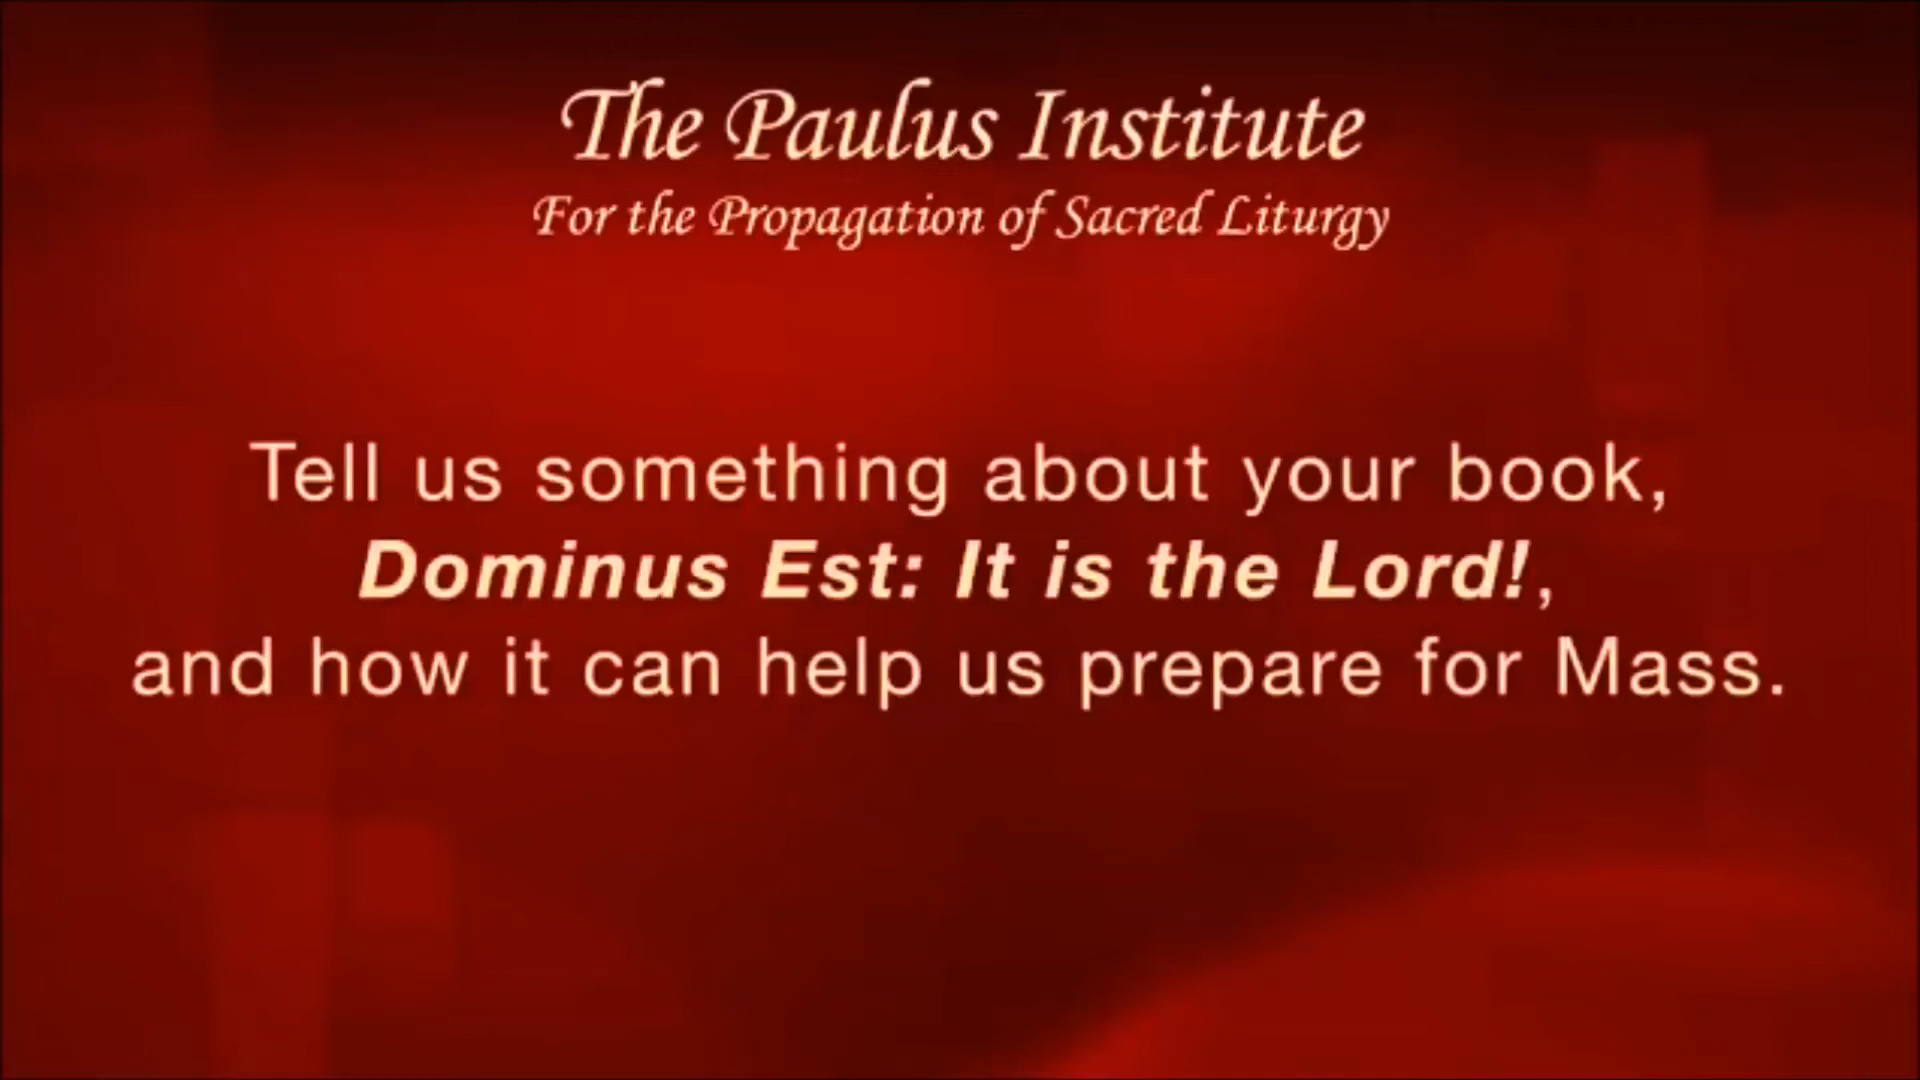 The Paulus Institute
For the Propagation of Sacred Liturgy
Tell us something about your book,
Dominus Est: It is the Lord!,
and how it can help us prepare for Mass.